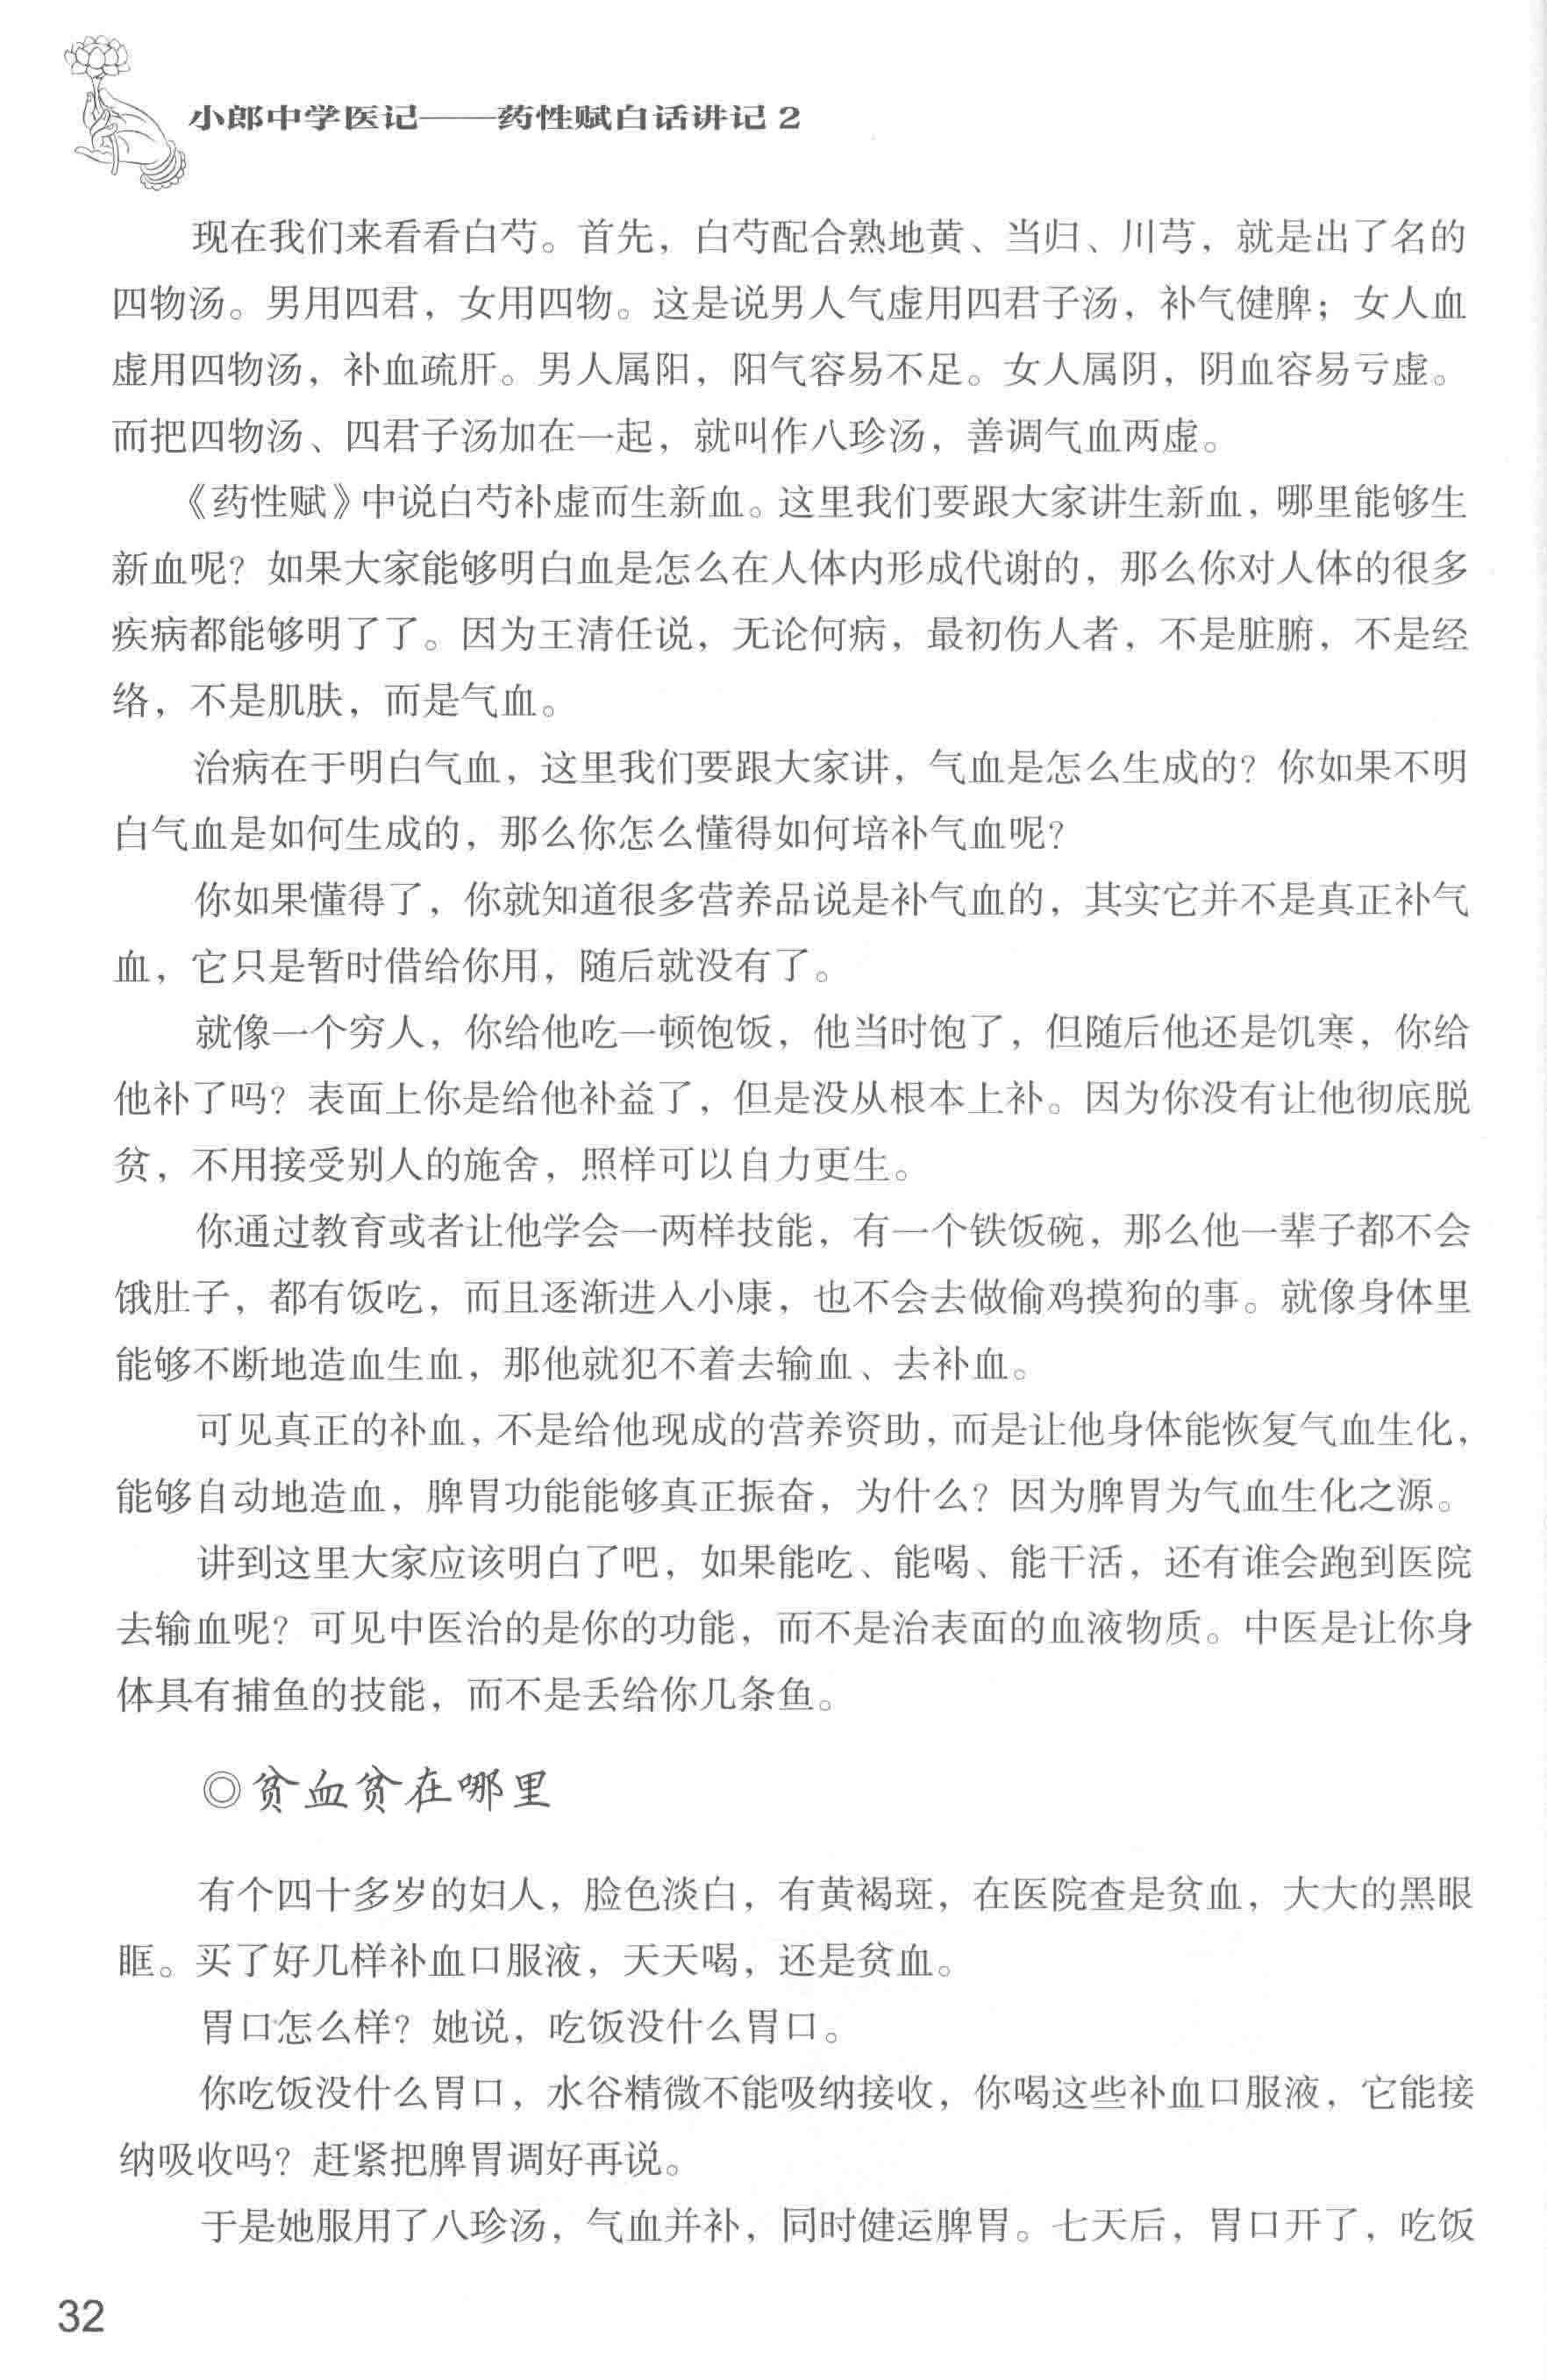 小郎中学医记——药性赋白话讲记 2
现在我们来看看白芍。首先，白芍配合熟地黄、当归、川芎，就是出了名的
四物汤。男用四君，女用四物。这是说男人气虚用四君子汤，补气健脾；女人血
虚用四物汤，补血疏肝。男人属阳，阳气容易不足。女人属阴，阴血容易亏虚。
而把四物汤、四君子汤加在一起，就叫作八珍汤，善调气血两虚。
《药性赋》中说白芍补虚而生新血。这里我们要跟大家讲生新血，哪里能够生
新血呢？如果大家能够明白血是怎么在人体内形成代谢的，那么你对人体的很多
疾病都能够明了了。因为王清任说，无论何病，最初伤人者，不是脏腑，不是经
络，不是肌肤，而是气血。
治病在于明白气血，这里我们要跟大家讲，气血是怎么生成的？你如果不明
白气血是如何生成的，那么你怎么懂得如何培补气血呢？
你如果懂得了，你就知道很多营养品说是补气血的，其实它并不是真正补气
血，它只是暂时借给你用，随后就没有了。
就像一个穷人，你给他吃一顿饱饭，他当时饱了，但随后他还是饥寒，你给
他补了吗？表面上你是给他补益了，但是没从根本上补。因为你没有让他彻底脱
贫，不用接受别人的施舍，照样可以自力更生。
你通过教育或者让他学会一两样技能，有一个铁饭碗，那么他一辈子都不会
饿肚子，都有饭吃，而且逐渐进入小康，也不会去做偷鸡摸狗的事。就像身体里
能够不断地造血生血，那他就犯不着去输血、去补血。
可见真正的补血，不是给他现成的营养资助，而是让他身体能恢复气血生化，
能够自动地造血，脾胃功能能够真正振奋，为什么？因为脾胃为气血生化之源。
讲到这里大家应该明白了吧，如果能吃、能喝、能干活，还有谁会跑到医院
去输血呢？可见中医治的是你的功能，而不是治表面的血液物质。中医是让你身
体具有捕鱼的技能，而不是丢给你几条鱼。
◎贫血贫在哪里
有个四十多岁的妇人，脸色淡白，有黄褐斑，在医院查是贫血，大大的黑眼
眶。买了好几样补血口服液，天天喝，还是贫血。
胃口怎么样？她说，吃饭没什么胃口。
你吃饭没什么胃口，水谷精微不能吸纳接收，你喝这些补血口服液，它能接
纳吸收吗？赶紧把脾胃调好再说。
于是她服用了八珍汤，气血并补，同时健运脾胃。七天后，胃口开了，吃饭
32